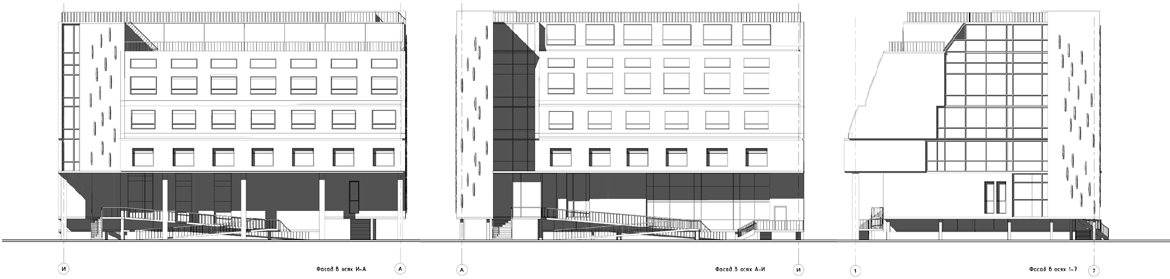 И Фасад в осях И-А А
А Фасад в осях А-И И
1 Фасад в осях 1-7 7